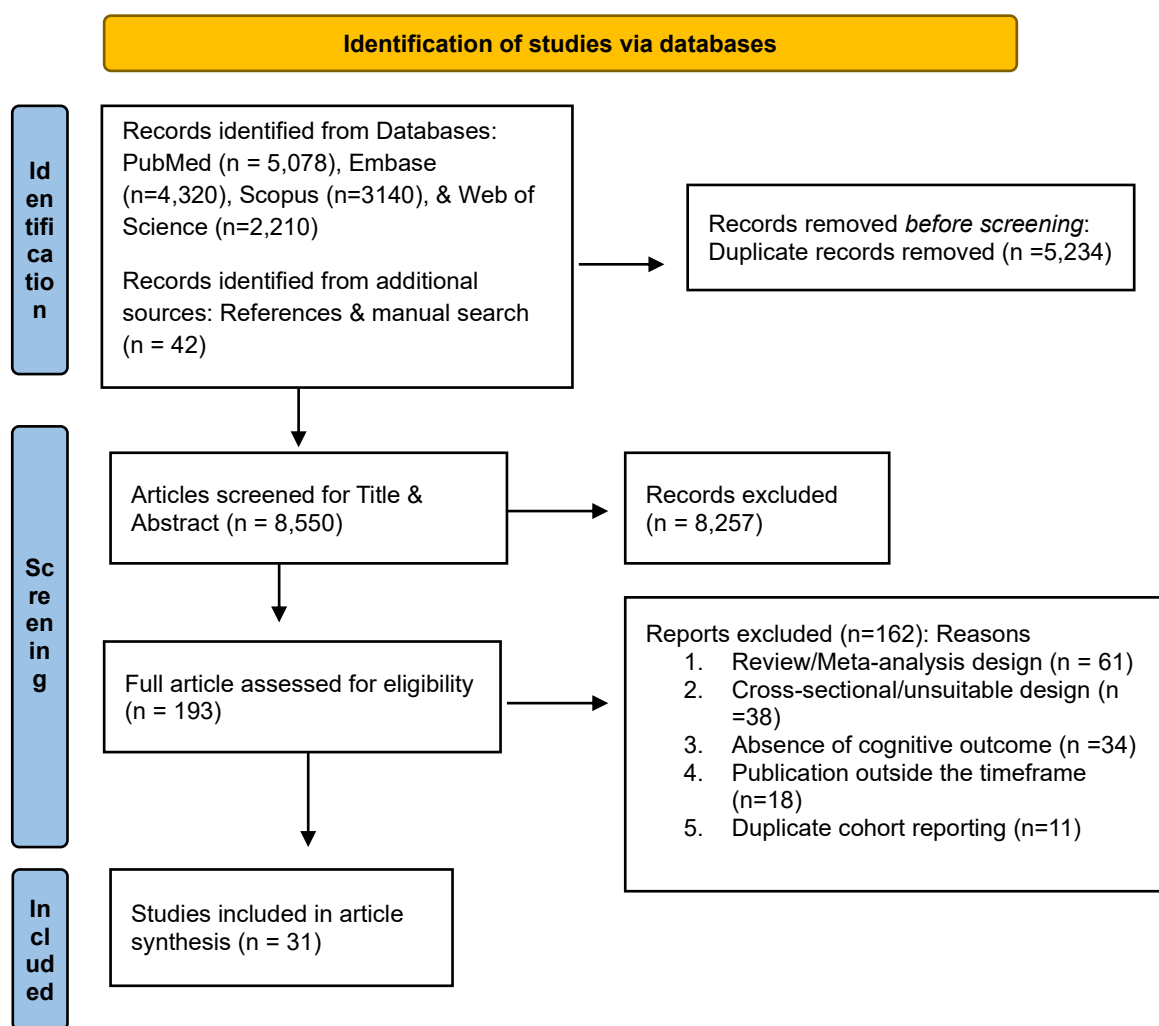 Identification of studies via databases
Id
en
tifi
ca
tio
n
Records identified from Databases:
PubMed (n = 5,078), Embase
(n=4,320), Scopus (n=3140), & Web of
Science (n=2,210)
Records identified from additional
sources: References & manual search
(n = 42)
Records removed before screening:
Duplicate records removed (n =5,234)
Sc
re
en
in
g
Articles screened for Title &
Abstract (n = 8,550)
Records excluded
(n = 8,257)
Full article assessed for eligibility
(n = 193)
Reports excluded (n=162): Reasons
1. Review/Meta-analysis design (n = 61)
2. Cross-sectional/unsuitable design (n
=38)
3. Absence of cognitive outcome (n =34)
4. Publication outside the timeframe
(n=18)
5. Duplicate cohort reporting (n=11)
In
cl
ud
ed
Studies included in article
synthesis (n = 31)